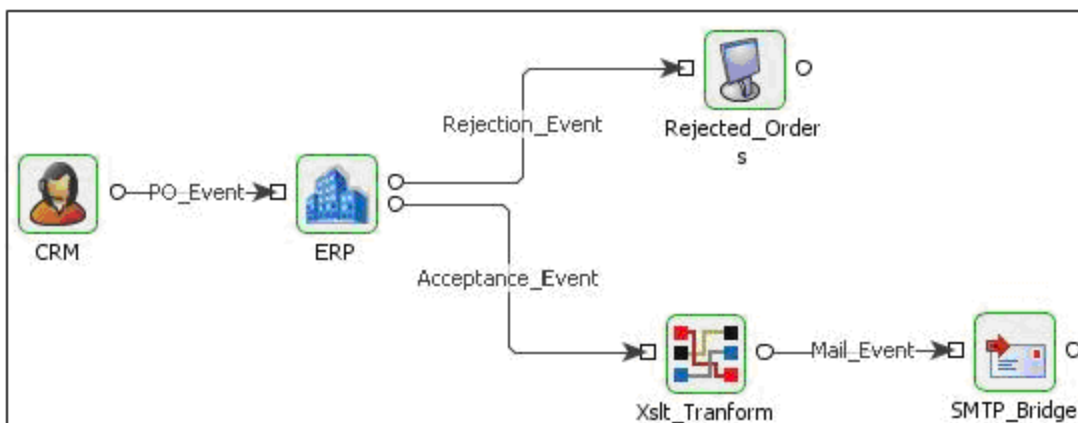 Rejection_Event
Rejected_Order
s
PO_Event
CRM
ERP
Acceptance_Event
Mail_Event
Xslt_Tranform
SMTP_Bridge